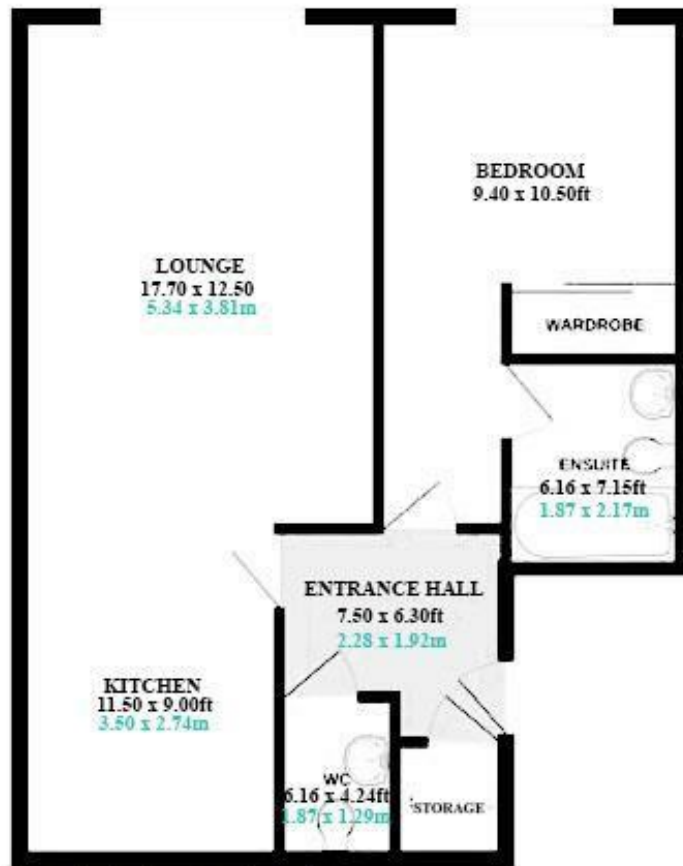 BEDROOM
9.40 x 10.50ft
LOUNGE
17.70 x 12.50
5.34 x 3.81m
WARDROBE
ENSUITE
6.16 x 7.15ft
1.87 x 2.17m
ENTRANCE HALL
7.50 x 6.30ft
2.28 x 1.92m
KITCHEN
11.50 x 9.00ft
3.50 x 2.74m
WC
6.16 x 4.24ft
1.87 x 1.29m
STORAGE